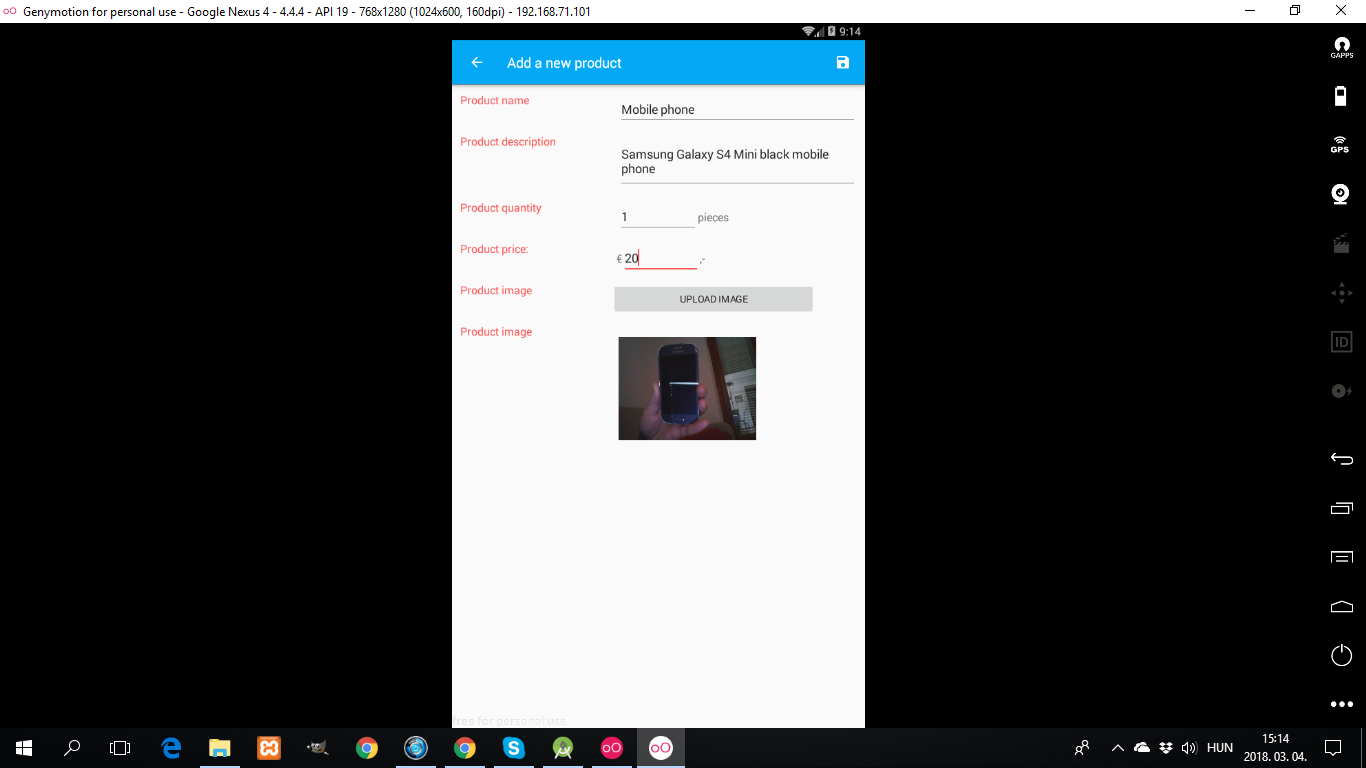 Genymotion for personal use - Google Nexus 4 - 4.4.4 - API 19 - 768x1280 (1024x600, 160dpi) - 192.168.71.101
9:14
Add a new product
Product name
Mobile phone
Product description
Samsung Galaxy S4 Mini black mobile
phone
Product quantity
1 pieces
Product price:
€ 20 ,-
Product image
UPLOAD IMAGE
Product image
free for personal use
GAPPS
GPS
ID
HUN
15:14
2018. 03. 04.